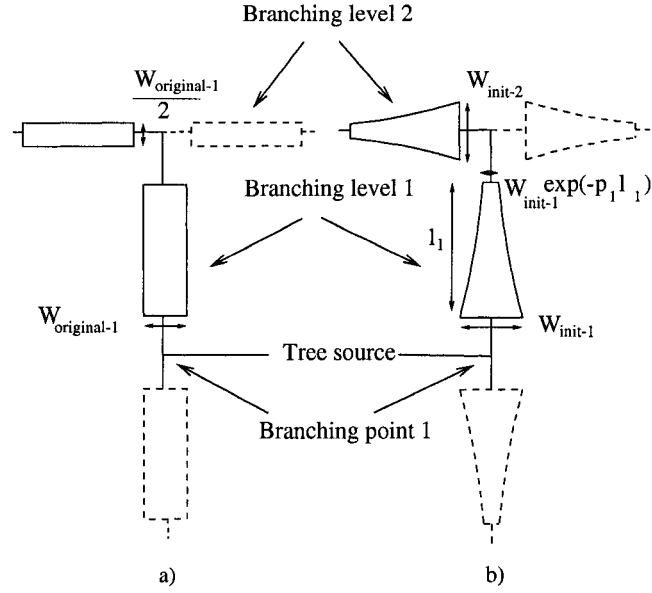 Branching level 2
W_original-1
2
W_init-2
Branching level 1
W_init-1 exp(-p_1 l_1)
l_1
W_original-1
W_init-1
Tree source
Branching point 1
a)
b)